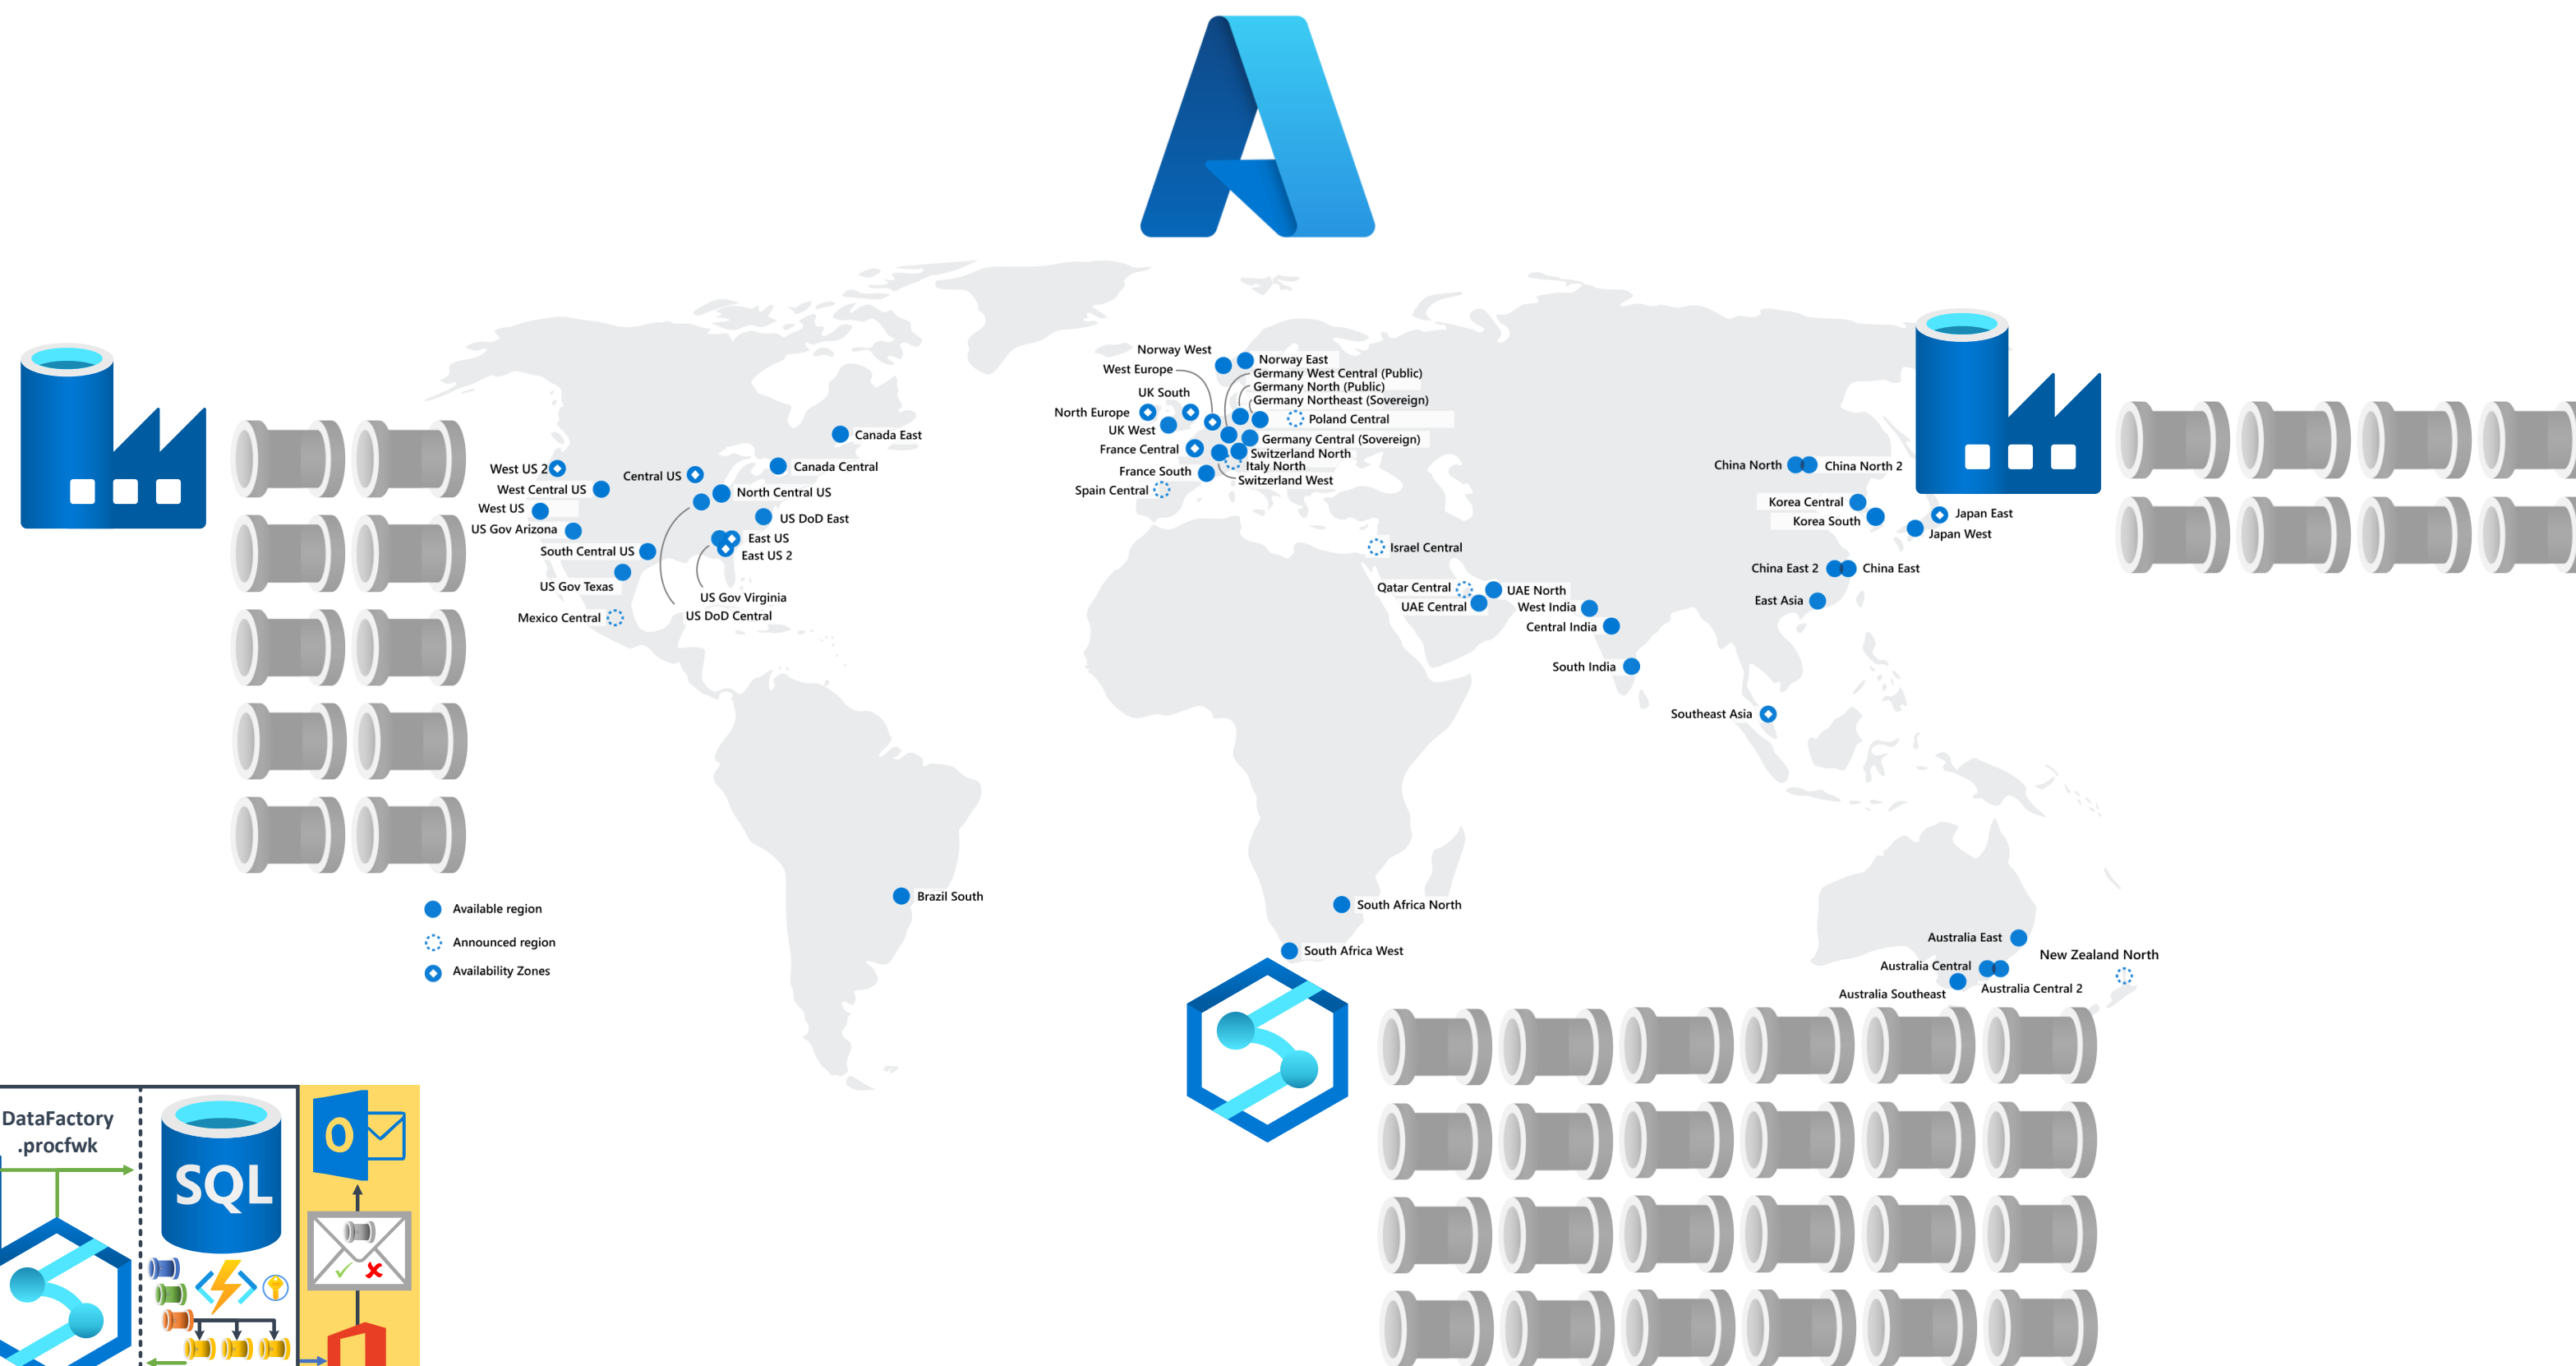 Norway West
Norway East
West Europe
Germany West Central (Public)
Germany North (Public)
UK South
Germany Northeast (Sovereign)
North Europe
Poland Central
UK West
Canada East
Germany Central (Sovereign)
France Central
Switzerland North
Italy North
France South
Switzerland West
Spain Central
West US 2
Central US
Canada Central
West Central US
North Central US
West US
US DoD East
US Gov Arizona
East US
South Central US
East US 2
US Gov Texas
US Gov Virginia
Mexico Central
US DoD Central
China North
China North 2
Korea Central
Japan East
Korea South
Japan West
Israel Central
China East 2
China East
Qatar Central
UAE North
UAE Central
West India
East Asia
Central India
South India
Southeast Asia
Brazil South
South Africa North
South Africa West
Available region
Announced region
Availability Zones
Australia East
New Zealand North
Australia Central
Australia Central 2
Australia Southeast
DataFactory
.procfwk
SQL
O